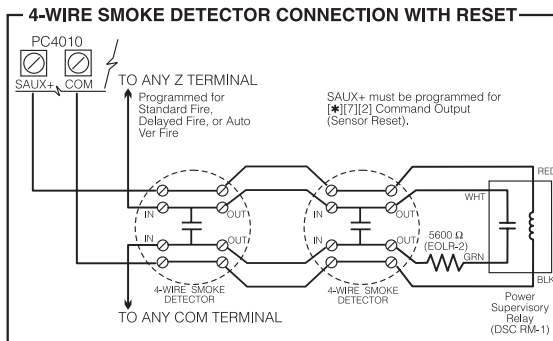 4-WIRE SMOKE DETECTOR CONNECTION WITH RESET
PC4010
SAUX+ COM
TO ANY Z TERMINAL
Programmed for
Standard Fire,
Delayed Fire, or Auto
Ver Fire
SAUX+ must be programmed for
[✱][7][2] Command Output
(Sensor Reset).
RED
WHT
IN
OUT
IN
OUT
IN
OUT
IN
OUT
5600 Ω
(EOLR-2)
GRN
BLK
4-WIRE SMOKE
DETECTOR
4-WIRE SMOKE
DETECTOR
TO ANY COM TERMINAL
Power
Supervisory
Relay
(DSC RM-1)